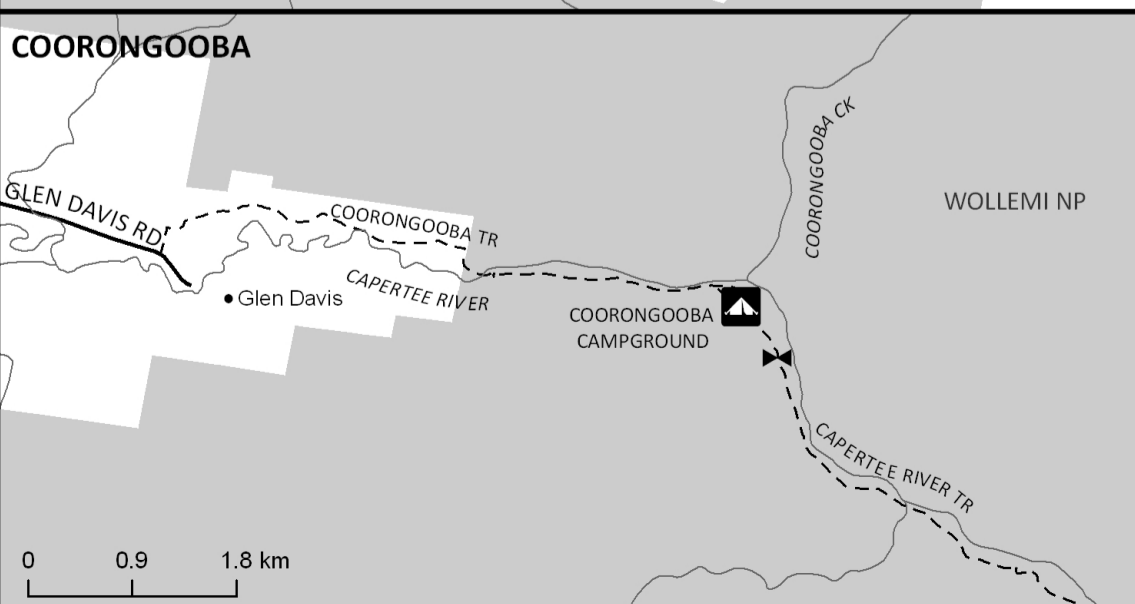 COORONGOOBA
COORONGOOBA CK
WOLLEMI NP
GLEN DAVIS RD
COORONGOOBA TR
CAPERTEE RIVER
Glen Davis
COORONGOOBA
CAMPGROUND
CAPERTEE RIVER TR
0 0.9 1.8 km